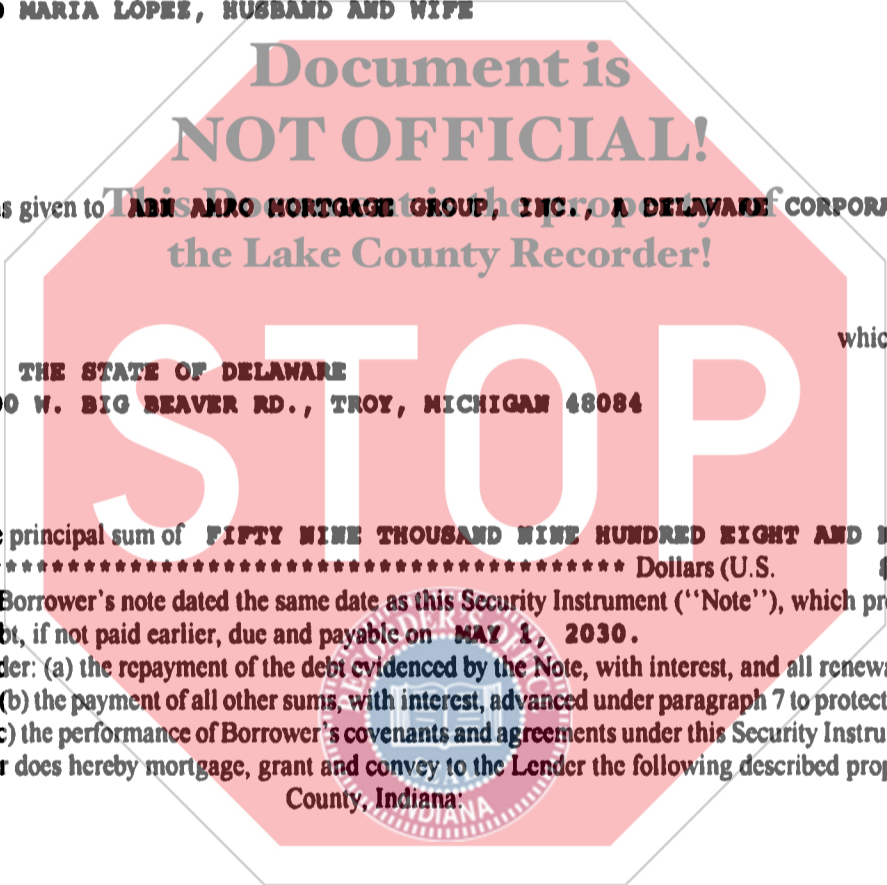 MARIA LOPEZ, HUSBAND AND WIFE
Document is
NOT OFFICIAL!
This Document is the property of
s given to ABN AMRO MORTGAGE GROUP, INC., A DELAWARE CORPORA
the Lake County Recorder!
whic
STOP
THE STATE OF DELAWARE
00 W. BIG BEAVER RD., TROY, MICHIGAN 48084
principal sum of FIFTY NINE THOUSAND NINE HUNDRED EIGHT AND N
****************************************** Dollars (U.S.
Borrower's note dated the same date as this Security Instrument (“Note”), which pr
bt, if not paid earlier, due and payable on MAY 1, 2030.
der: (a) the repayment of the debt evidenced by the Note, with interest, and all renewa
(b) the payment of all other sums, with interest, advanced under paragraph 7 to protect
c) the performance of Borrower's covenants and agreements under this Security Instru
r does hereby mortgage, grant and convey to the Lender the following described prop
County, Indiana:
RECORDER'S OFFICE
INDIANA